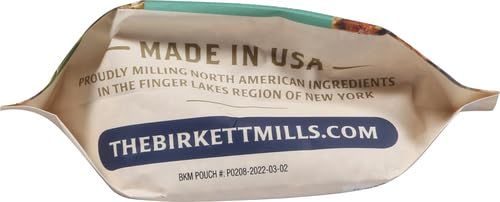 MADE IN USA
PROUDLY MILLING NORTH AMERICAN INGREDIENTS
IN THE FINGER LAKES REGION OF NEW YORK
THEBIRKETTMILLS.COM
BKM POUCH #: P0208-2022-03-02